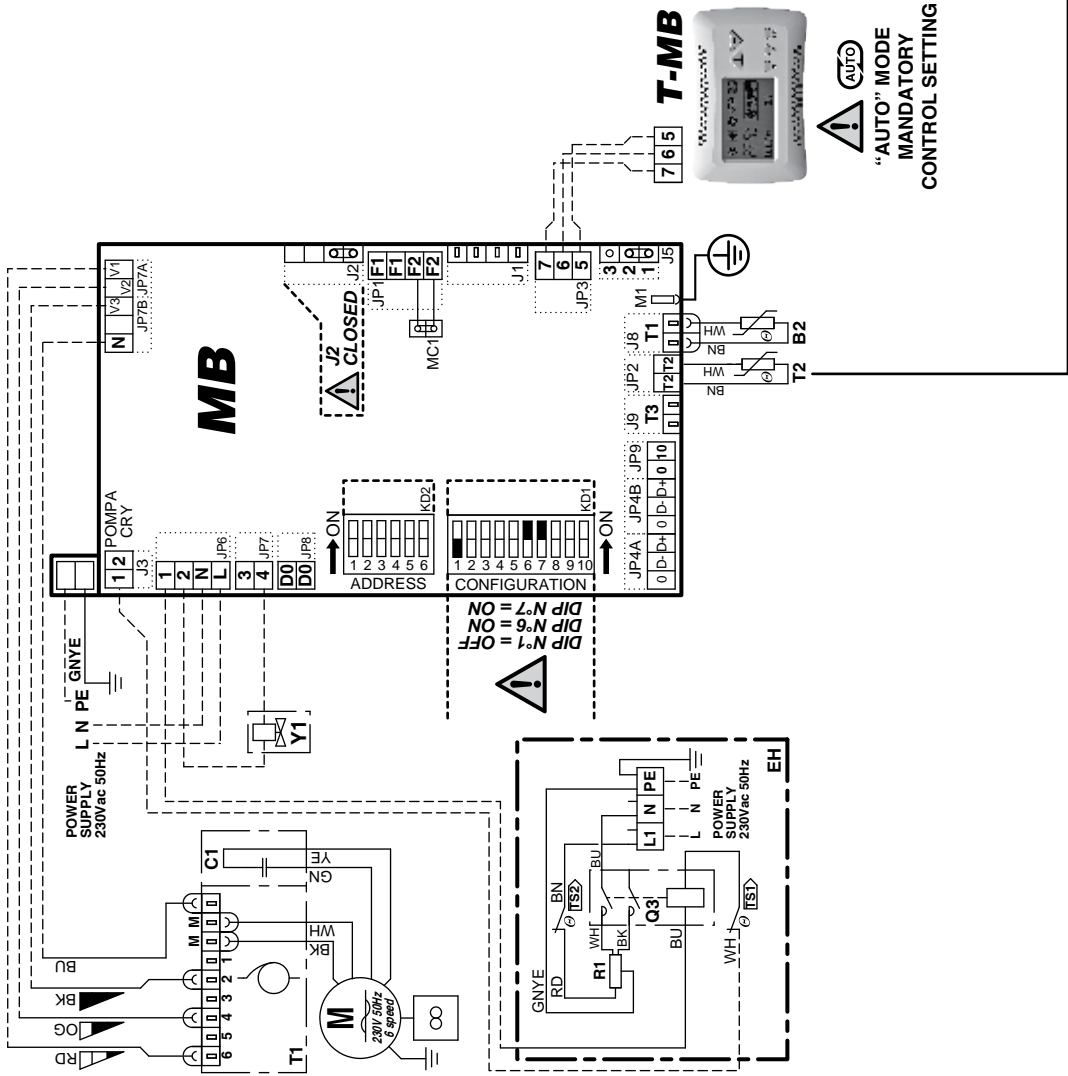 T-MB
AUTO
"AUTO" MODE
MANDATORY
CONTROL SETTING
7 6 5
MB
V1
V2
V3
N
JP7B JP7A
J2
J2
CLOSED
JP1
F1
F1
F2
F2
MC1
J1
JP3
7
6
5
3
2
1
J5
M1
POMPA
CRY
1 2
J3
1
2
N
L
JP6
3
4
JP7
D0
D0
JP8
ON
1 2 3 4 5 6
KD2
ADDRESS
1 2 3 4 5 6 7 8 9 10
KD1
CONFIGURATION
ON
DIP N°1 = OFF
DIP N°6 = ON
DIP N°7 = ON
JP4A JP4B JP9
0 D- D+ 0 D- D+ 0 10
J9
T3
JP2
T2 T2
J8
T1
BN WH
T2
BN WH
B2
GNYE
L N PE
POWER
SUPPLY
230Vac 50Hz
Y1
C1
YE
GN
M M
WH
BK
BU
BK
OG
RD
6 5 4 3 2 1
T1
M
230V 50Hz
6 speed
EH
L1 N PE
L N PE
POWER
SUPPLY
230Vac 50Hz
BN
TS2
BU
WH
BK
Q3
R1
GNYE
RD
BU
WH
TS1